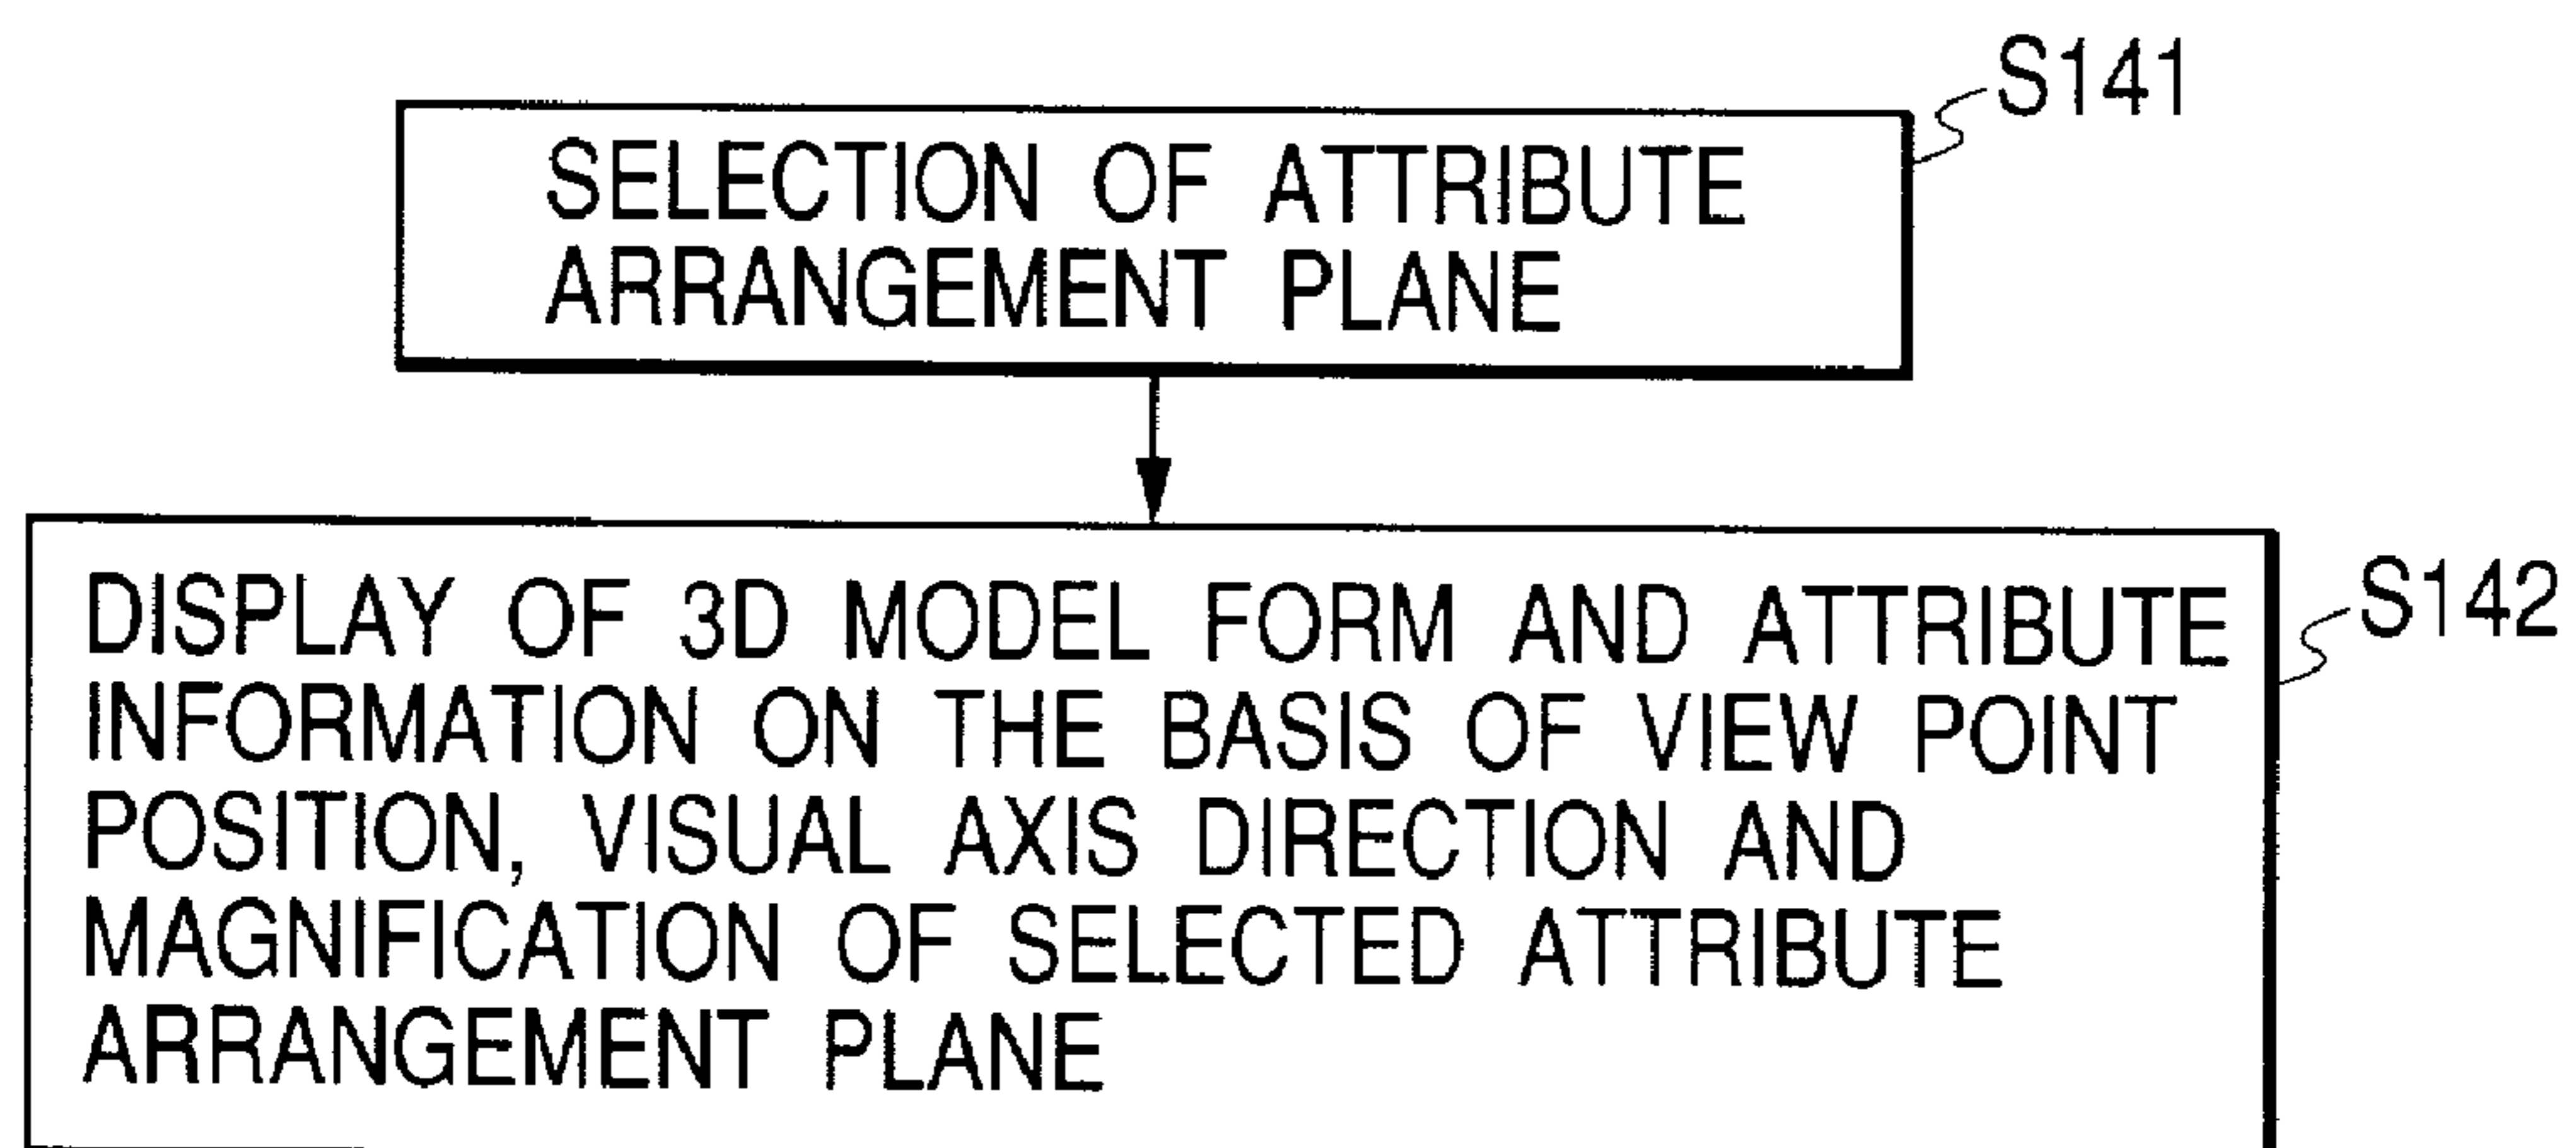 S141
SELECTION OF ATTRIBUTE
ARRANGEMENT PLANE
S142
DISPLAY OF 3D MODEL FORM AND ATTRIBUTE
INFORMATION ON THE BASIS OF VIEW POINT
POSITION, VISUAL AXIS DIRECTION AND
MAGNIFICATION OF SELECTED ATTRIBUTE
ARRANGEMENT PLANE